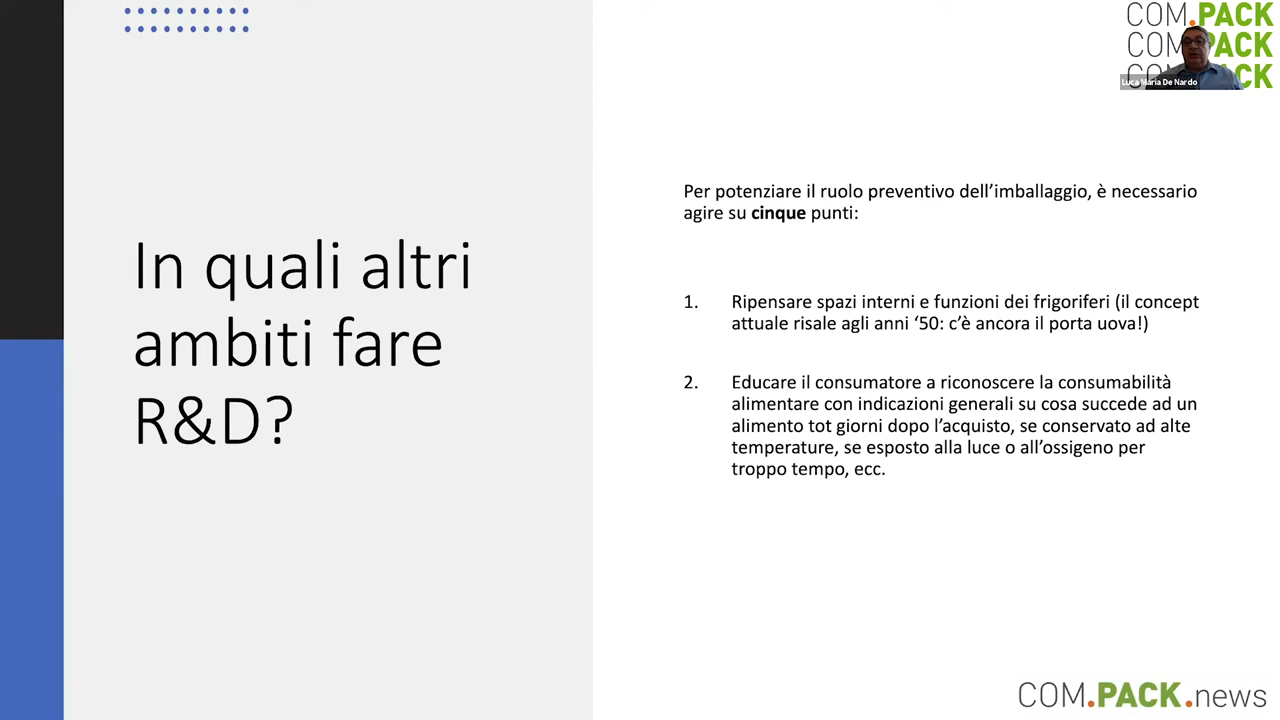 COM.PACK
COM PACK
COM PACK
Luca Maria De Nardo
In quali altri
ambiti fare
R&D?
Per potenziare il ruolo preventivo dell’imballaggio, è necessario
agire su cinque punti:
1. Ripensare spazi interni e funzioni dei frigoriferi (il concept
attuale risale agli anni ‘50: c’è ancora il porta uova!)
2. Educare il consumatore a riconoscere la consumabilità
alimentare con indicazioni generali su cosa succede ad un
alimento tot giorni dopo l’acquisto, se conservato ad alte
temperature, se esposto alla luce o all’ossigeno per
troppo tempo, ecc.
COM.PACK.news